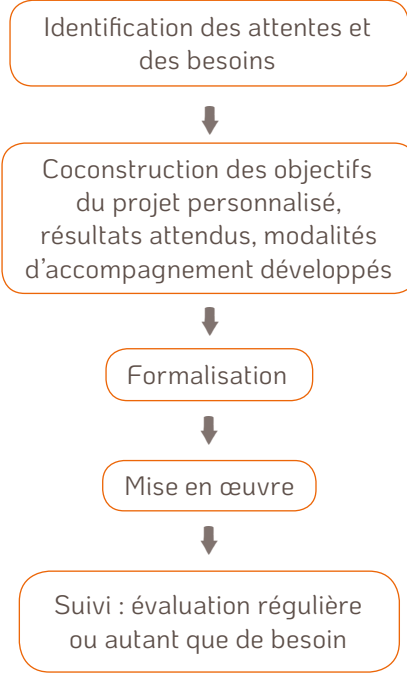 Identification des attentes et
des besoins
Coconstruction des objectifs
du projet personnalisé,
résultats attendus, modalités
d’accompagnement développés
Formalisation
Mise en œuvre
Suivi : évaluation régulière
ou autant que de besoin